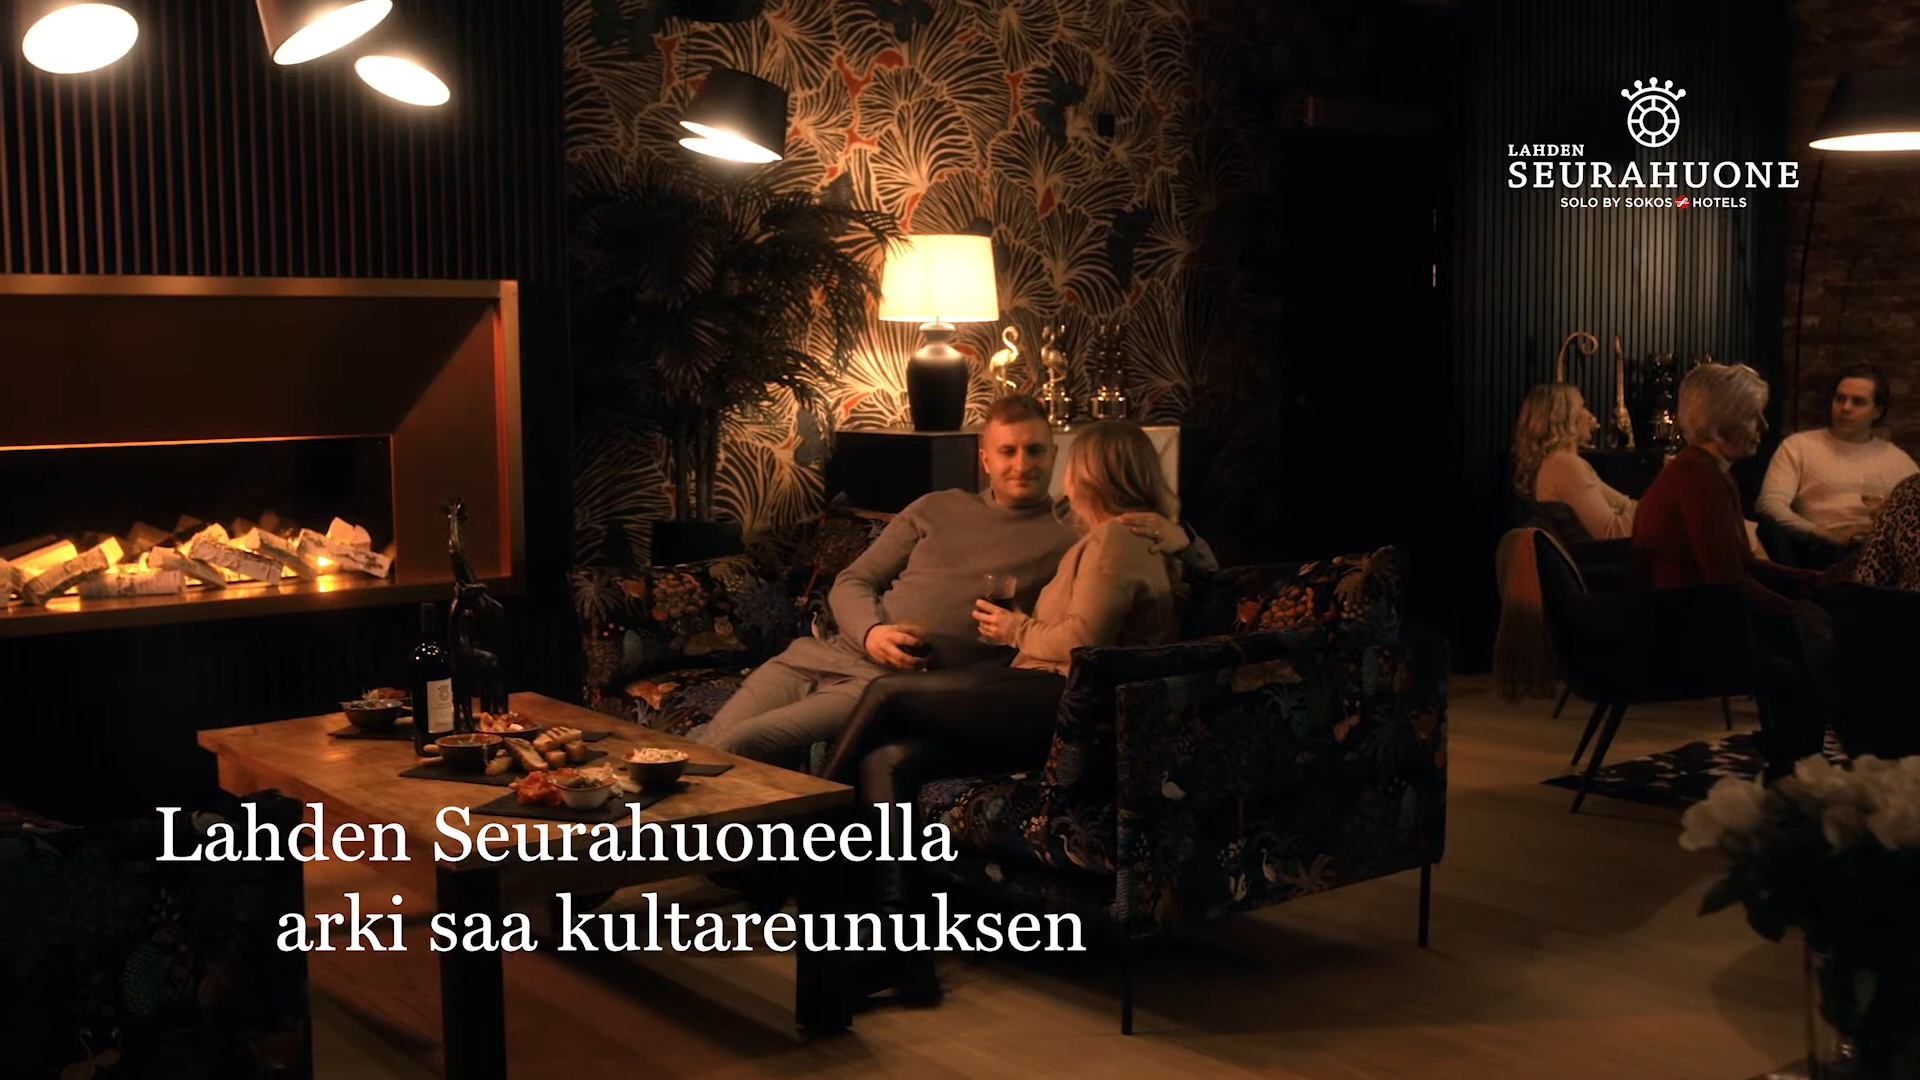 LAHDEN
SEURAHUONE
SOLO BY SOKOS HOTELS
Lahden Seurahuoneella
arki saa kultareunuksen